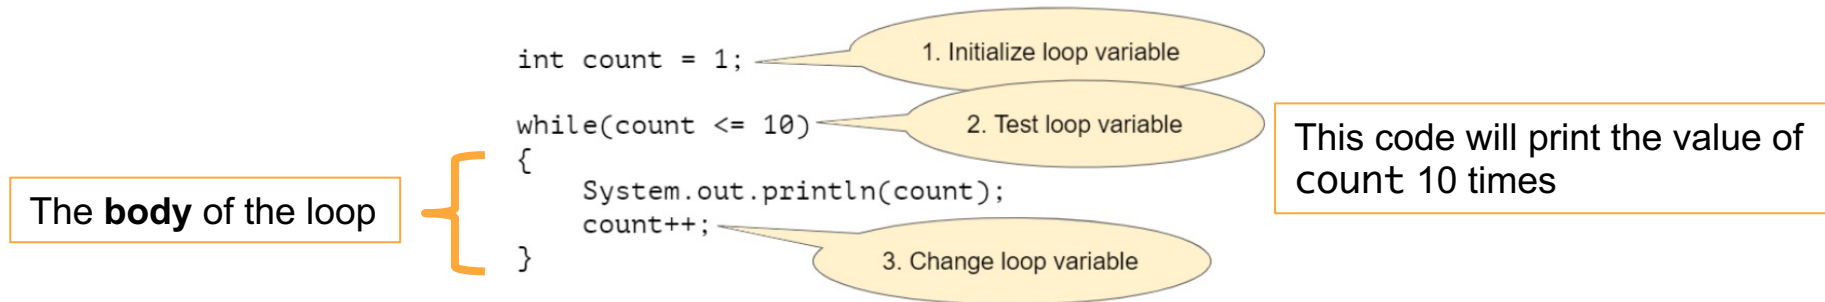 int count = 1;
1. Initialize loop variable
while(count <= 10)
2. Test loop variable
{
System.out.println(count);
count++;
3. Change loop variable
}
The body of the loop
This code will print the value of
count 10 times